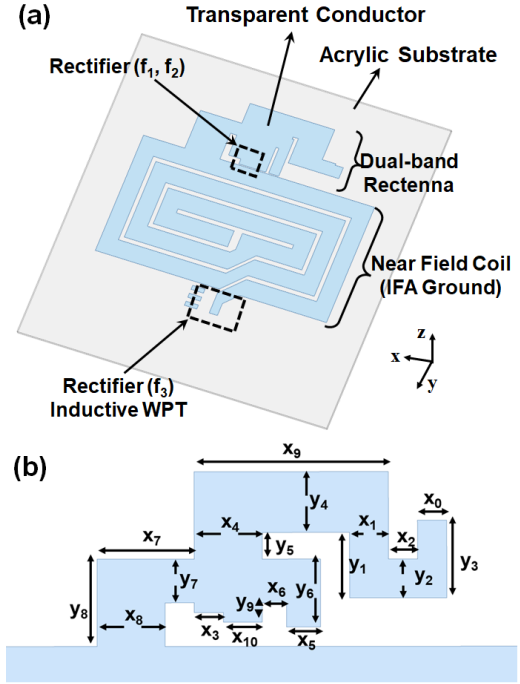 (a)
Transparent Conductor
Acrylic Substrate
Rectifier (f₁, f₂)
Dual-band
Rectenna
Near Field Coil
(IFA Ground)
Rectifier (f₃)
Inductive WPT
z
x
y
(b)
x₉
x₀
y₄
x₁
x₄
x₂
x₇
y₅
y₁
y₂
y₃
y₇
y₆
y₈
x₆
y₉
x₈
x₃
x₁₀
x₅